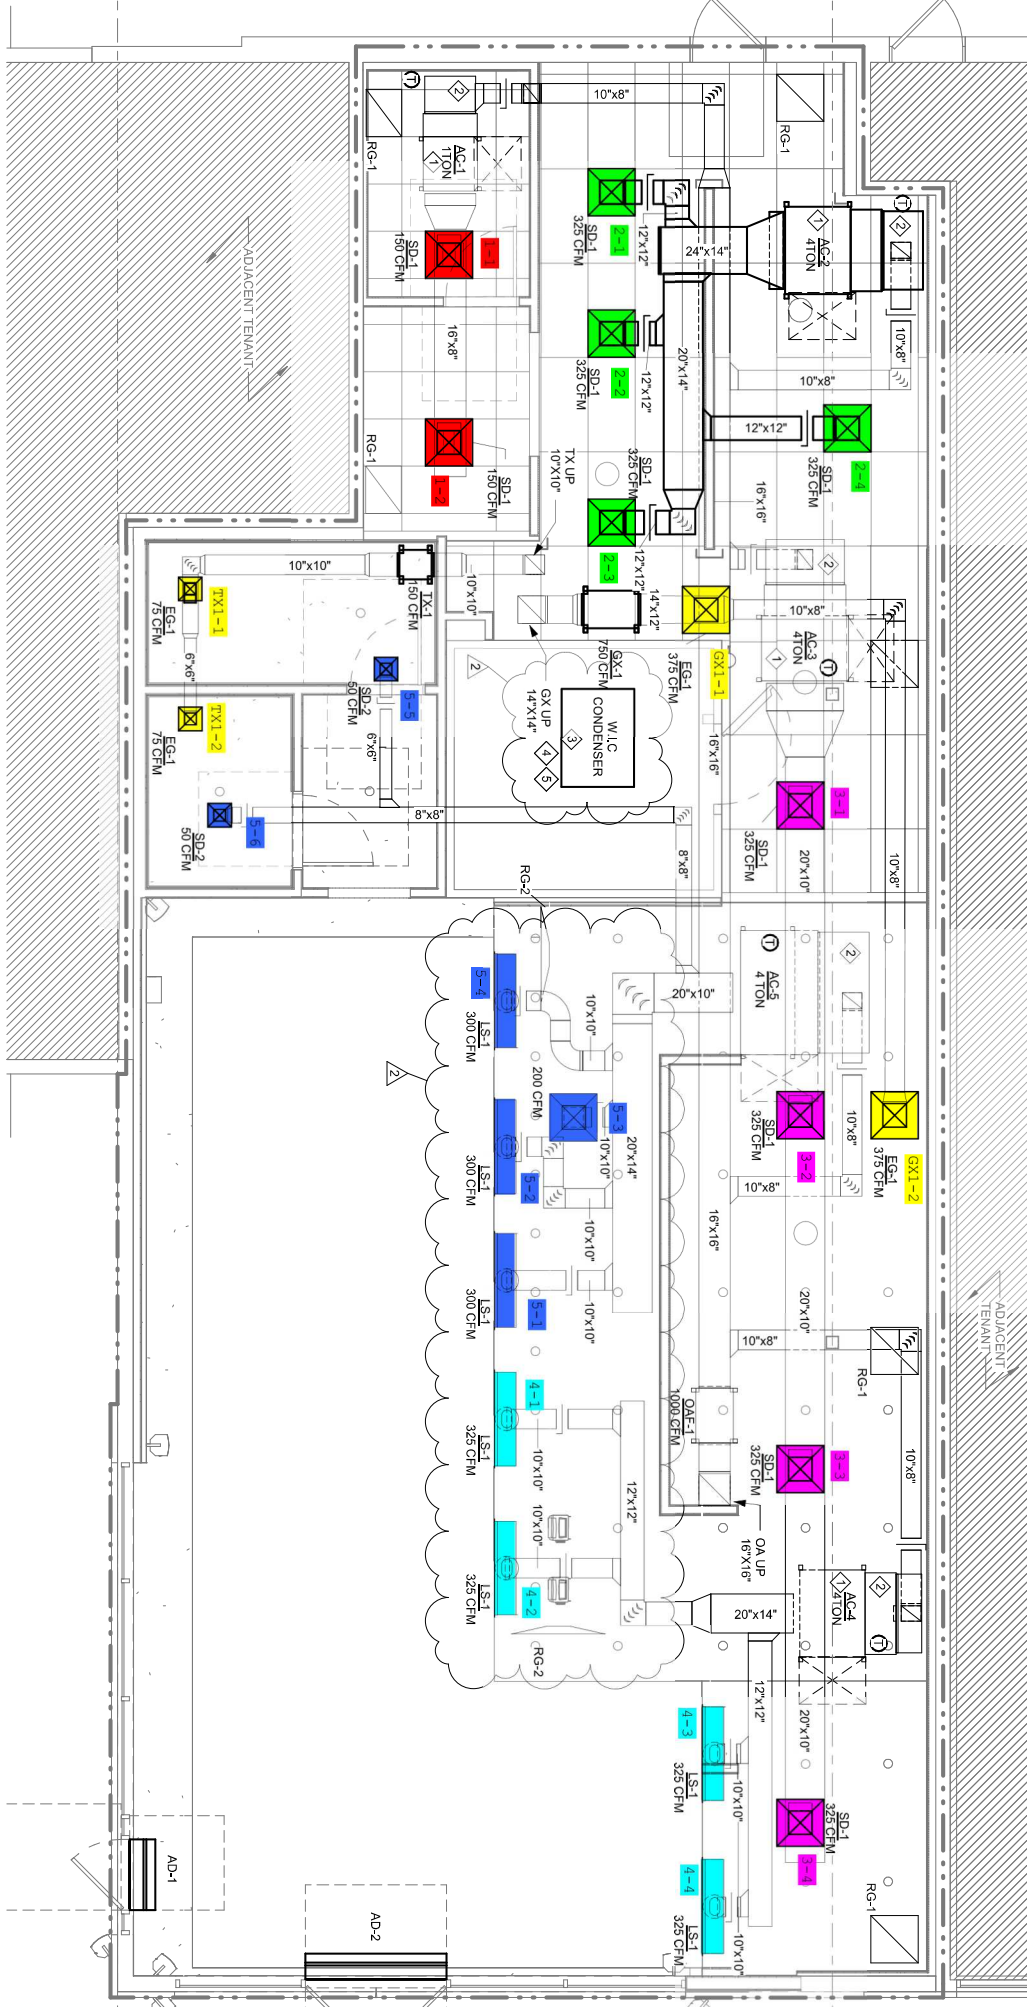 10"x8"
T
2
AC-1
1TON
1
RG-1
RG-1
SD-1
150 CFM
1-1
16"x8"
RG-1
SD-1
150 CFM
1-2
ADJACENT TENANT
SD-1
325 CFM
2-1
12"x12"
24"x14"
1
AC-2
4TON
T
2
10"x8"
10"x8"
SD-1
325 CFM
2-2
12"x12"
20"x14"
12"x12"
SD-1
325 CFM
2-4
TX UP
10"X10"
SD-1
325 CFM
2-3
12"x12"
16"x16"
10"x10"
TX-1
150 CFM
10"x10"
TX1-1
EG-1
75 CFM
6"x6"
TX1-2
EG-1
75 CFM
SD-2
50 CFM
5-5
6"x6"
SD-2
50 CFM
5-6
8"x8"
14"x12"
GX-1
750 CFM
EG-1
375 CFM
GX1-1
10"x8"
2
AC-3
4TON
1
T
2
GX UP
14"X14"
W.I.C
CONDENSER
3
4
5
16"x16"
3-1
SD-1
325 CFM
8"x8"
20"x10"
10"x8"
RG-2
5-4
LS-1
300 CFM
10"x10"
20"x10"
T
AC-5
4 TON
2
2
200 CFM
5-3
10"x10"
20"x14"
LS-1
300 CFM
5-2
10"x10"
SD-1
325 CFM
3-2
10"x8"
EG-1
375 CFM
GX1-2
10"x8"
16"x16"
LS-1
300 CFM
5-1
10"x10"
20"x10"
ADJACENT
TENANT
10"x8"
RG-1
4-1
LS-1
325 CFM
10"x10"
OAF-1
1000 CFM
SD-1
325 CFM
3-3
10"x8"
10"x10"
12"x12"
OA UP
16"X16"
LS-1
325 CFM
4-2
20"x14"
1
AC-4
4TON
2
T
RG-2
12"x12"
20"x10"
4-3
LS-1
325 CFM
10"x10"
SD-1
325 CFM
3-4
4-4
LS-1
325 CFM
10"x10"
RG-1
AD-1
AD-2